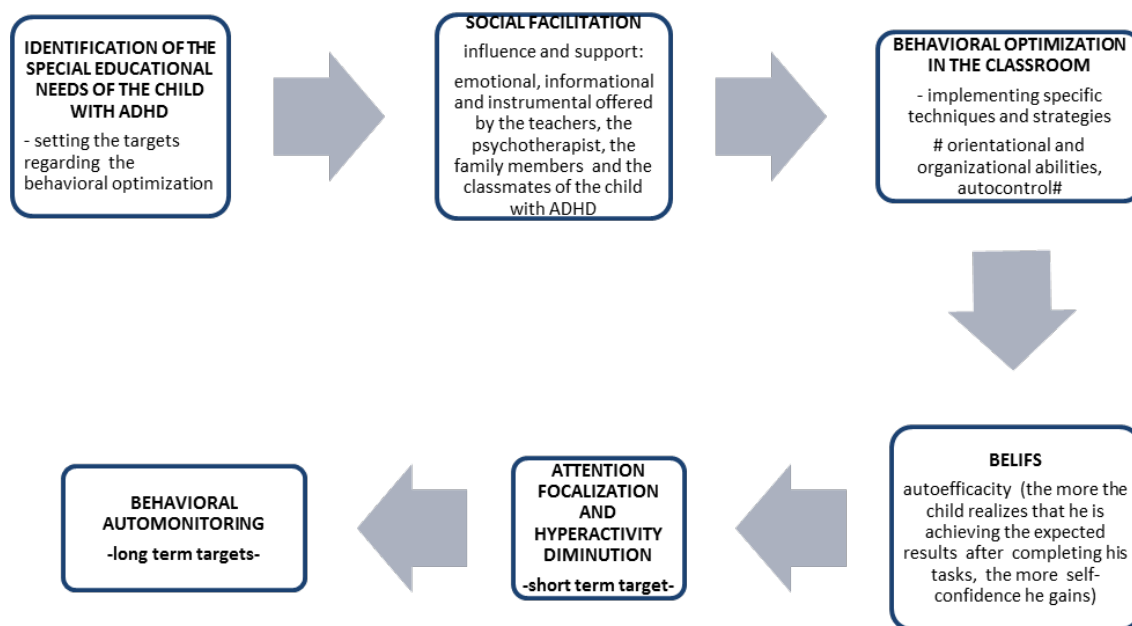 IDENTIFICATION OF THE
SPECIAL EDUCATIONAL
NEEDS OF THE CHILD
WITH ADHD
- setting the targets
regarding the
behavioral optimization
SOCIAL FACILITATION
influence and support:
emotional, informational
and instrumental offered
by the teachers, the
psychotherapist, the
family members and the
classmates of the child
with ADHD
BEHAVIORAL OPTIMIZATION
IN THE CLASSROOM
- implementing specific
techniques and strategies
# orientational and
organizational abilities,
autocontrol#
BELIFS
autoefficacity (the more the
child realizes that he is
achieving the expected
results after completing his
tasks, the more self-
confidence he gains)
ATTENTION
FOCALIZATION
AND
HYPERACTIVITY
DIMINUTION
-short term target-
BEHAVIORAL
AUTOMONITORING
-long term targets-